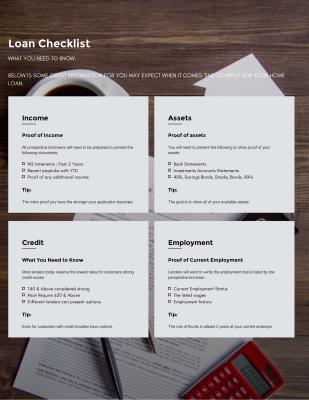 Loan Checklist
WHAT YOU NEED TO KNOW.
BELOW IS SOME GREAT INFORMATION FOR YOU MAY EXPECT WHEN IT COMES TIME TO APPLY FOR YOUR HOME
LOAN.
Income
Proof of Income
All prospective borrowers will need to be prepared to provide the
following documents.
W2 tatements : Past 2 Years
Recent paystubs with YTD
Proof of any additional income
Tip:
The more proof you have the stronger your application becomes.
Assets
Proof of assets
You will need to present the following to show proof of your
assets
Bank Statements
Investments Accounts Statements
401k, Savings Bonds, Stocks, Bonds, IRA's
Tip:
The goal is to show all of your available assets.
Credit
What You Need to Know
Most lenders today reserve the lowest rates for customers strong
credit scores
740 & Above considered strong
Most Require 620 & Above
Different lenders can present options
Tip:
Even for customers with credit troubles have options.
Employment
Proof of Current Employment
Lenders will want to verify the employment that is listed by the
perspective borrower :
Current Employment Status
The listed wages
Employment history
Tip:
The rule of thumb is atleast 2 years at your current employer